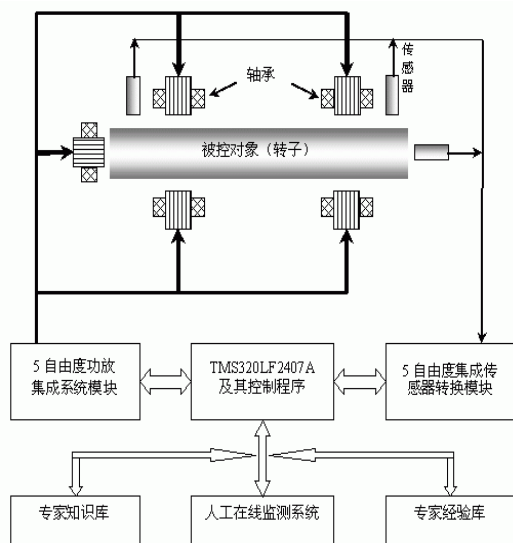 传
感
器
轴承
被控对象（转子）
5自由度功放
集成系统模块
TMS320LF2407A
及其控制程序
5自由度集成传
感器转换模块
专家知识库
人工在线监测系统
专家经验库